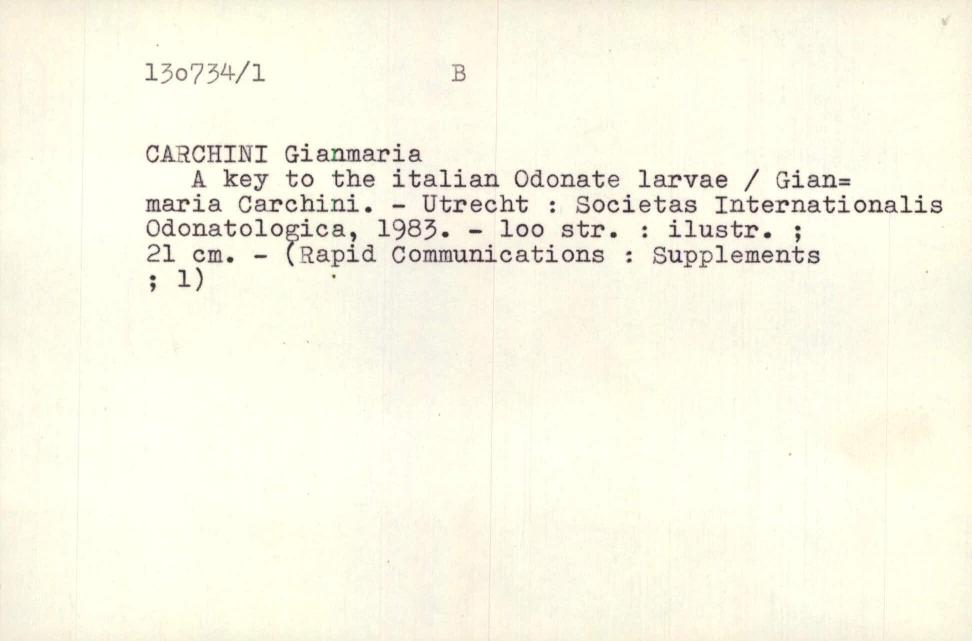 13o734/1 B
CARCHINI Gianmaria
A key to the italian Odonate larvae / Gian=
maria Carchini. - Utrecht : Societas Internationalis
Odonatologica, 1983. - loo str. : ilustr. ;
21 cm. - (Rapid Communications : Supplements
; 1)